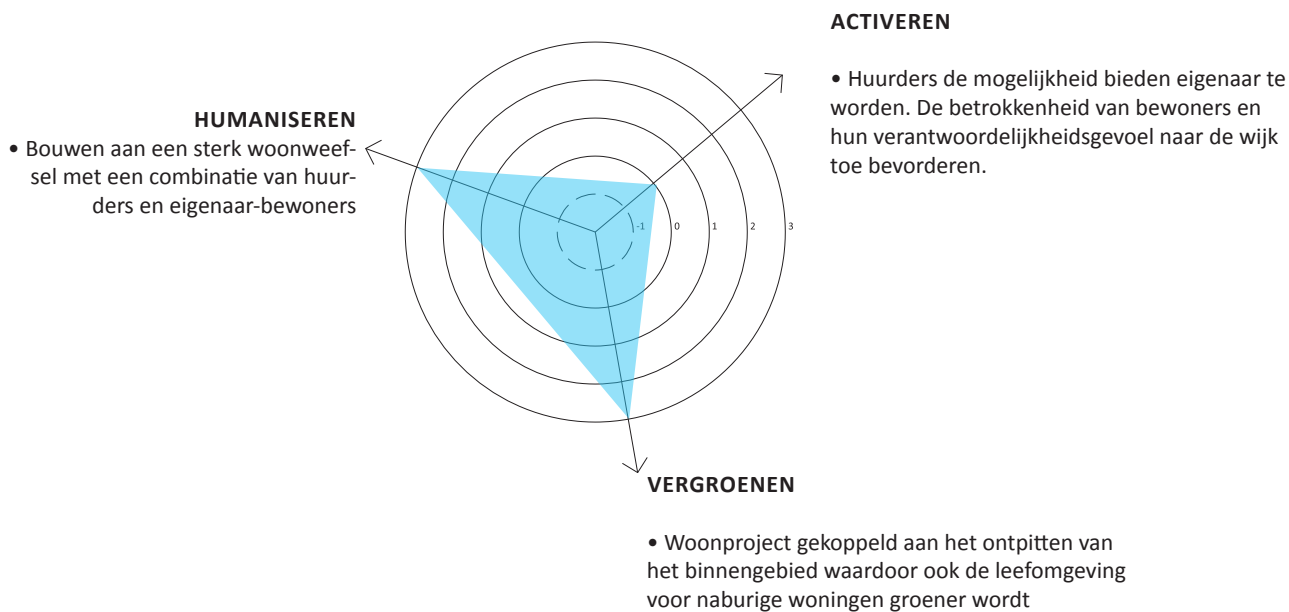 ACTIVEREN
• Huurders de mogelijkheid bieden eigenaar te
worden. De betrokkenheid van bewoners en
hun verantwoordelijkheidsgevoel naar de wijk
toe bevorderen.
HUMANISEREN
• Bouwen aan een sterk woonweef-
sel met een combinatie van huur-
ders en eigenaar-bewoners
-1 0 1 2 3
VERGROENEN
• Woonproject gekoppeld aan het ontpitten van
het binnengebied waardoor ook de leefomgeving
voor naburige woningen groener wordt